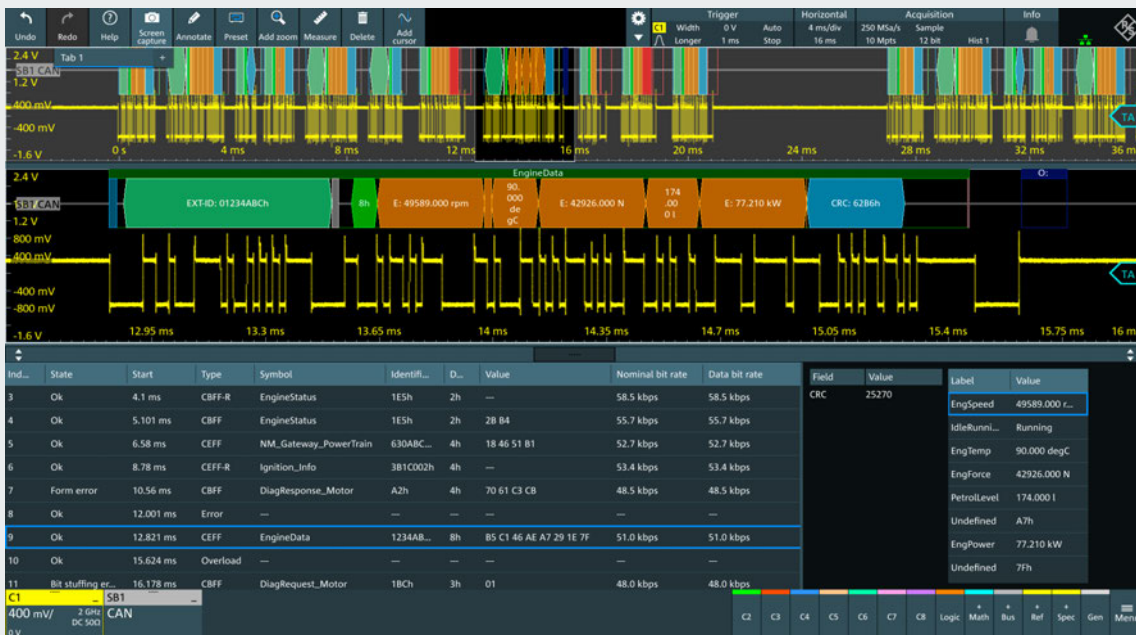 Undo
Redo
Help
Screen capture
Annotate
Preset
Add zoom
Measure
Delete
Add cursor
Trigger
C1 Width 0 V Auto
Longer 1 ms Stop
Horizontal
4 ms/div
16 ms
Acquisition
250 MSa/s Sample
10 Mpts 12 bit Hist 1
Info
R S
2.4 V Tab 1 +
SB1 CAN
1.2 V
400 mV
-400 mV
TA
-1.6 V
0 s 4 ms 8 ms 12 ms 16 ms 20 ms 24 ms 28 ms 32 ms 36 m
2.4 V EngineData O:
SB1 CAN EXT-ID: 01234ABCh 8h E: 49589.000 rpm 90.000 degC E: 42926.000 N 174.000 l E: 77.210 kW CRC: 62B6h
1.2 V
800 mV
400 mV
TA
-400 mV
-800 mV
-1.6 V
12.95 ms 13.3 ms 13.65 ms 14 ms 14.35 ms 14.7 ms 15.05 ms 15.4 ms 15.75 ms 16 m
Ind... State Start Type Symbol Identifi... D... Value Nominal bit rate Data bit rate
3 Ok 4.1 ms CBFF-R EngineStatus 1E5h 2h --- 58.5 kbps 58.5 kbps
4 Ok 5.101 ms CBFF EngineStatus 1E5h 2h 2B B4 55.7 kbps 55.7 kbps
5 Ok 6.58 ms CEFF NM_Gateway_PowerTrain 630ABC... 4h 18 46 51 B1 52.7 kbps 52.7 kbps
6 Ok 8.78 ms CEFF-R Ignition_Info 3B1C002h 4h --- 53.4 kbps 53.4 kbps
7 Form error 10.56 ms CBFF DiagResponse_Motor A2h 4h 70 61 C3 CB 48.5 kbps 48.5 kbps
8 Ok 12.001 ms Error --- --- --- --- --- ---
9 Ok 12.821 ms CEFF EngineData 1234AB... 8h B5 C1 46 AE A7 29 1E 7F 51.0 kbps 51.0 kbps
10 Ok 15.624 ms Overload --- --- --- --- --- ---
11 Bit stuffing er... 16.178 ms CBFF DiagRequest_Motor 1BCh 3h 01 48.0 kbps 48.0 kbps
Field Value
CRC 25270
Label Value
EngSpeed 49589.000 r...
IdleRunni... Running
EngTemp 90.000 degC
EngForce 42926.000 N
PetrolLevel 174.000 l
Undefined A7h
EngPower 77.210 kW
Undefined 7Fh
C1
400 mV/ 2 GHz
DC 50Ω
0 V
SB1
CAN
C2 C3 C4 C5 C6 C7 C8 Logic Math Bus Ref Spec Gen Menu